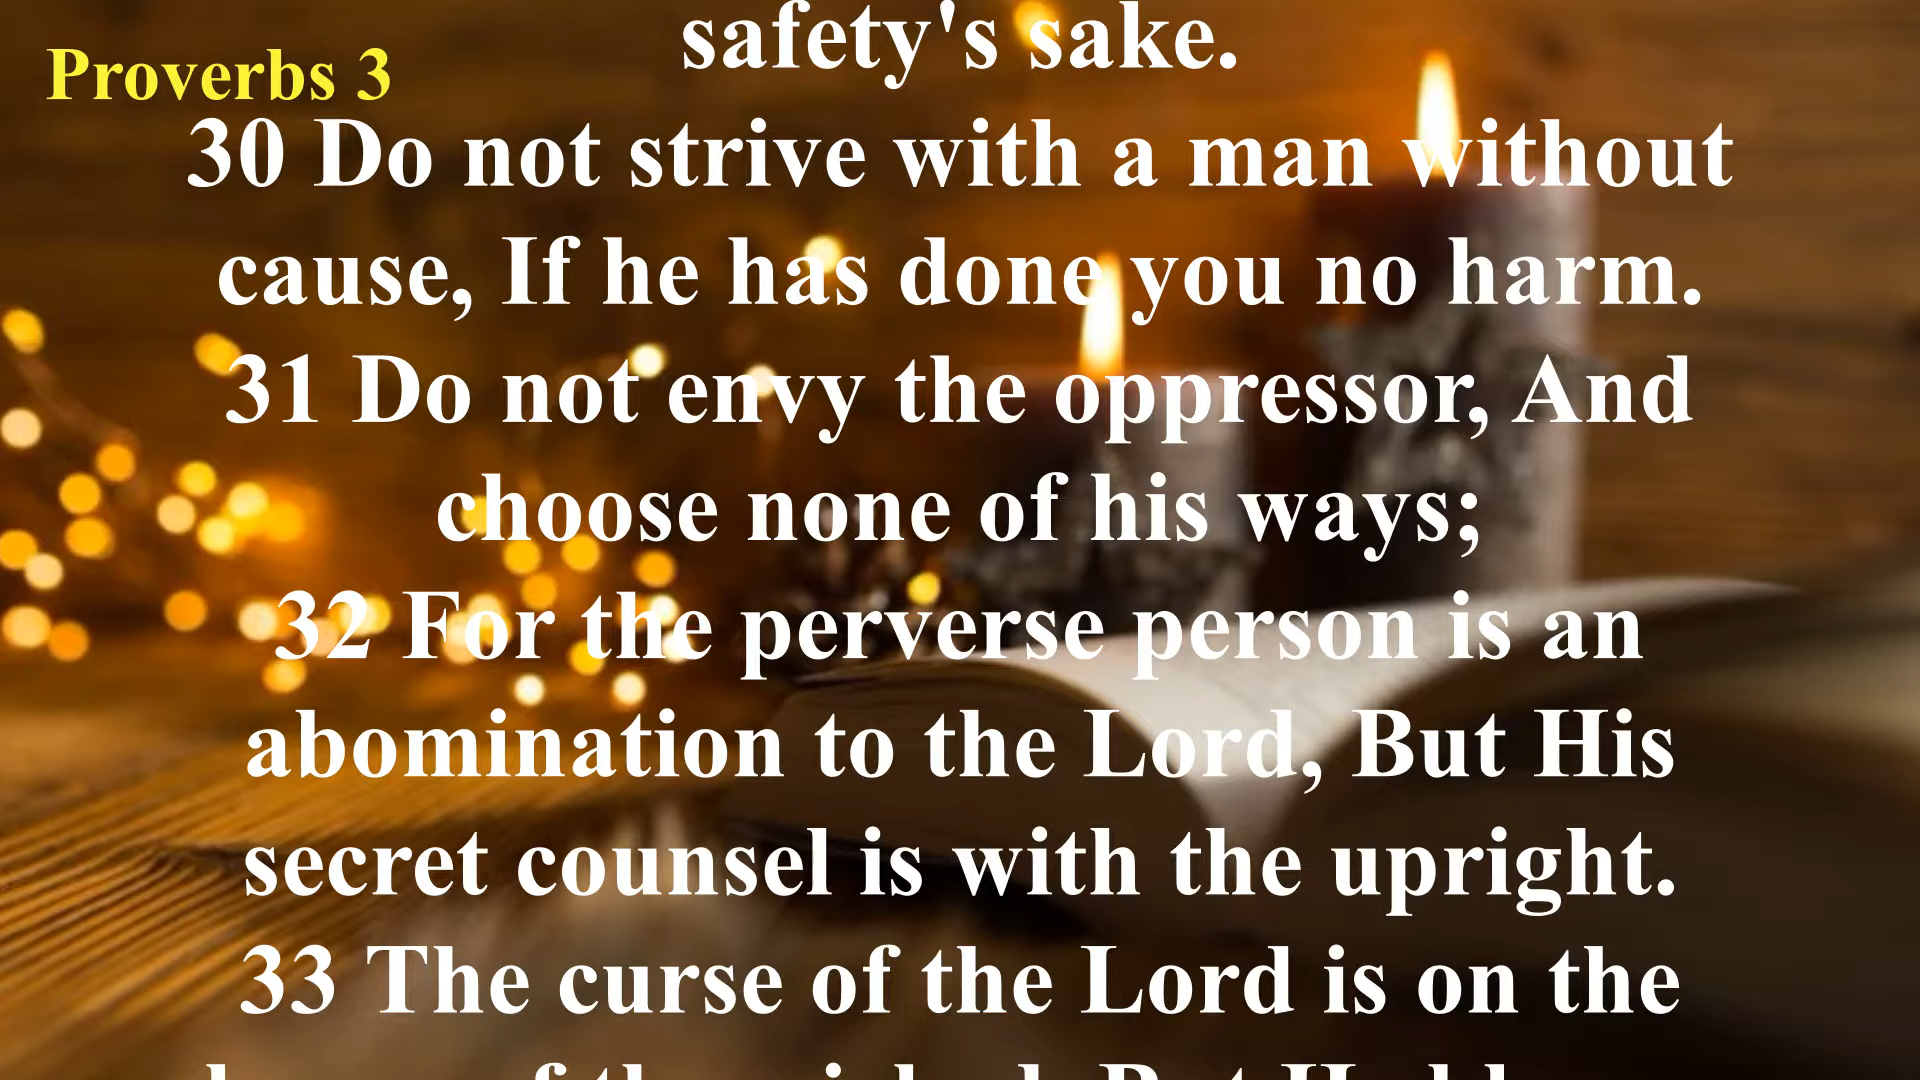 safety's sake.
Proverbs 3
30 Do not strive with a man without
cause, If he has done you no harm.
31 Do not envy the oppressor, And
choose none of his ways;
32 For the perverse person is an
abomination to the Lord, But His
secret counsel is with the upright.
33 The curse of the Lord is on the